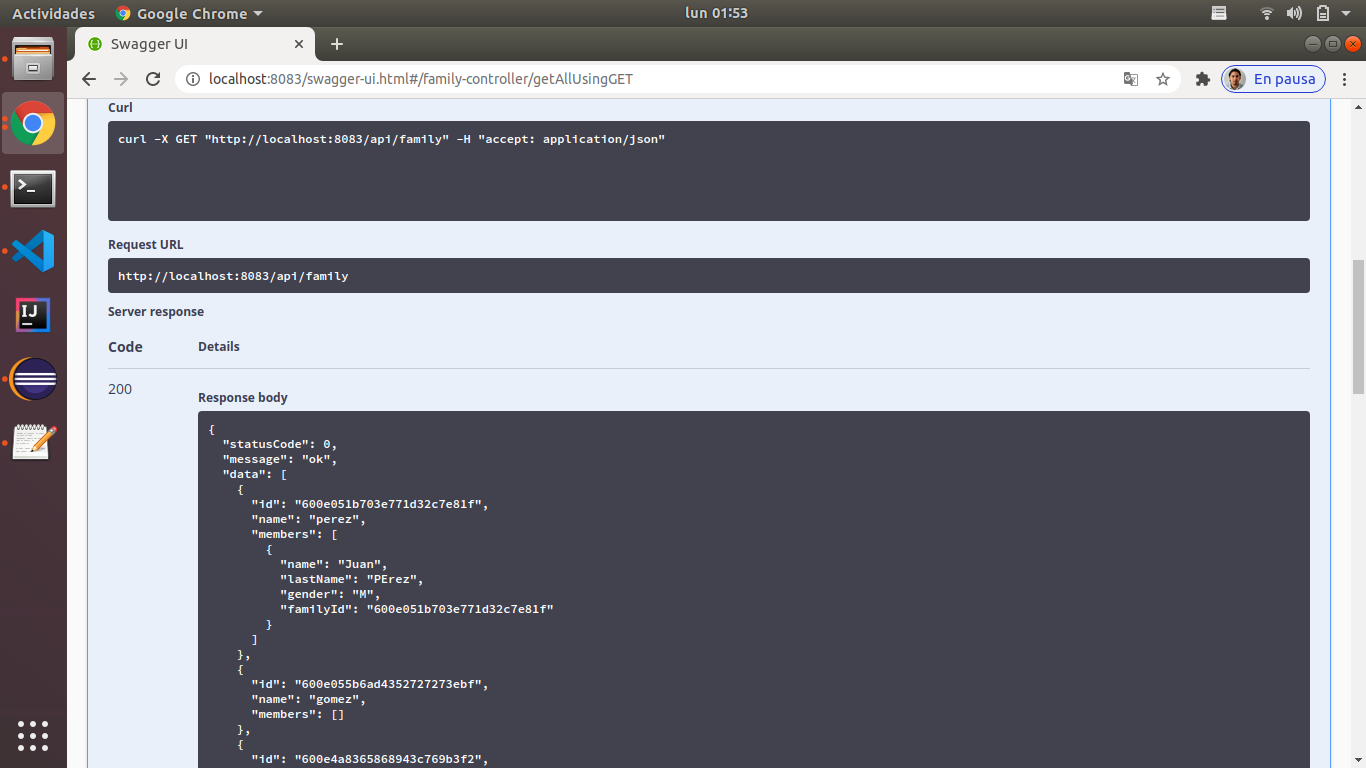 Actividades Google Chrome lun 01:53
Swagger UI
localhost:8083/swagger-ui.html#/family-controller/getAllUsingGET En pausa
Curl
curl -X GET "http://localhost:8083/api/family" -H "accept: application/json"
Request URL
http://localhost:8083/api/family
Server response
Code Details
200
Response body
{
"statusCode": 0,
"message": "ok",
"data": [
{
"id": "600e051b703e771d32c7e81f",
"name": "perez",
"members": [
{
"name": "Juan",
"lastName": "PErez",
"gender": "M",
"familyId": "600e051b703e771d32c7e81f"
}
]
},
{
"id": "600e055b6ad4352727273ebf",
"name": "gomez",
"members": []
},
{
"id": "600e4a8365868943c769b3f2",